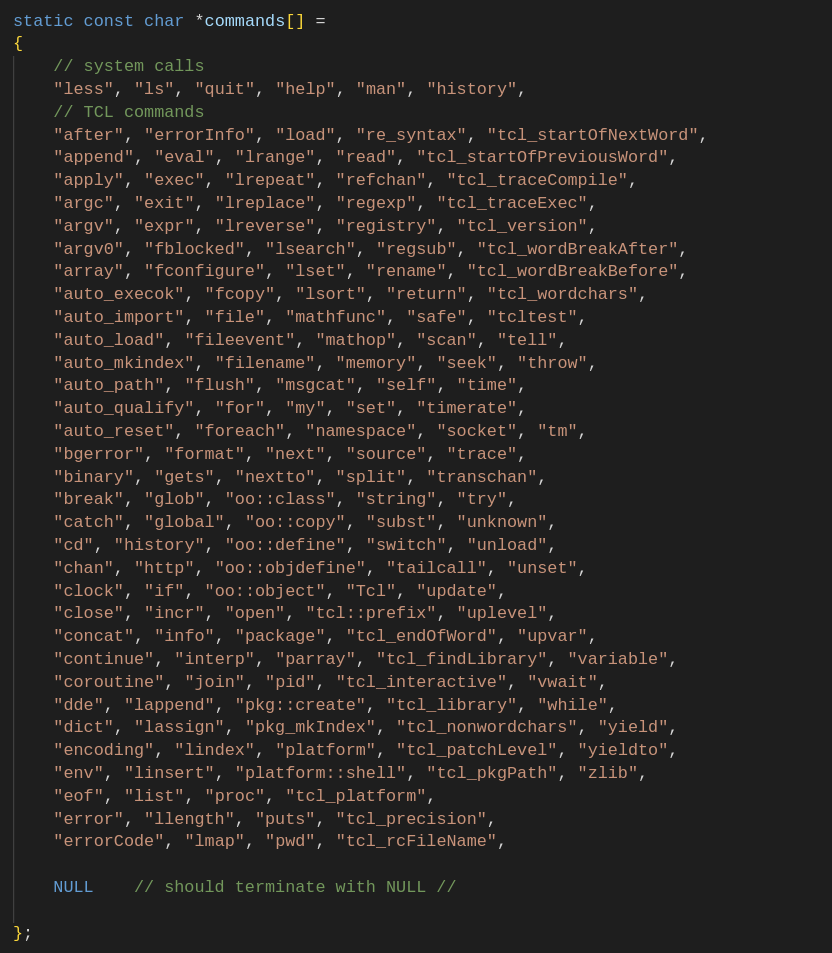 static const char *commands[] =
{
    // system calls
    "less", "ls", "quit", "help", "man", "history",
    // TCL commands
    "after", "errorInfo", "load", "re_syntax", "tcl_startOfNextWord",
    "append", "eval", "lrange", "read", "tcl_startOfPreviousWord",
    "apply", "exec", "lrepeat", "refchan", "tcl_traceCompile",
    "argc", "exit", "lreplace", "regexp", "tcl_traceExec",
    "argv", "expr", "lreverse", "registry", "tcl_version",
    "argv0", "fblocked", "lsearch", "regsub", "tcl_wordBreakAfter",
    "array", "fconfigure", "lset", "rename", "tcl_wordBreakBefore",
    "auto_execok", "fcopy", "lsort", "return", "tcl_wordchars",
    "auto_import", "file", "mathfunc", "safe", "tcltest",
    "auto_load", "fileevent", "mathop", "scan", "tell",
    "auto_mkindex", "filename", "memory", "seek", "throw",
    "auto_path", "flush", "msgcat", "self", "time",
    "auto_qualify", "for", "my", "set", "timerate",
    "auto_reset", "foreach", "namespace", "socket", "tm",
    "bgerror", "format", "next", "source", "trace",
    "binary", "gets", "nextto", "split", "transchan",
    "break", "glob", "oo::class", "string", "try",
    "catch", "global", "oo::copy", "subst", "unknown",
    "cd", "history", "oo::define", "switch", "unload",
    "chan", "http", "oo::objdefine", "tailcall", "unset",
    "clock", "if", "oo::object", "Tcl", "update",
    "close", "incr", "open", "tcl::prefix", "uplevel",
    "concat", "info", "package", "tcl_endOfWord", "upvar",
    "continue", "interp", "parray", "tcl_findLibrary", "variable",
    "coroutine", "join", "pid", "tcl_interactive", "vwait",
    "dde", "lappend", "pkg::create", "tcl_library", "while",
    "dict", "lassign", "pkg_mkIndex", "tcl_nonwordchars", "yield",
    "encoding", "lindex", "platform", "tcl_patchLevel", "yieldto",
    "env", "linsert", "platform::shell", "tcl_pkgPath", "zlib",
    "eof", "list", "proc", "tcl_platform",
    "error", "llength", "puts", "tcl_precision",
    "errorCode", "lmap", "pwd", "tcl_rcFileName",

    NULL    // should terminate with NULL //

};